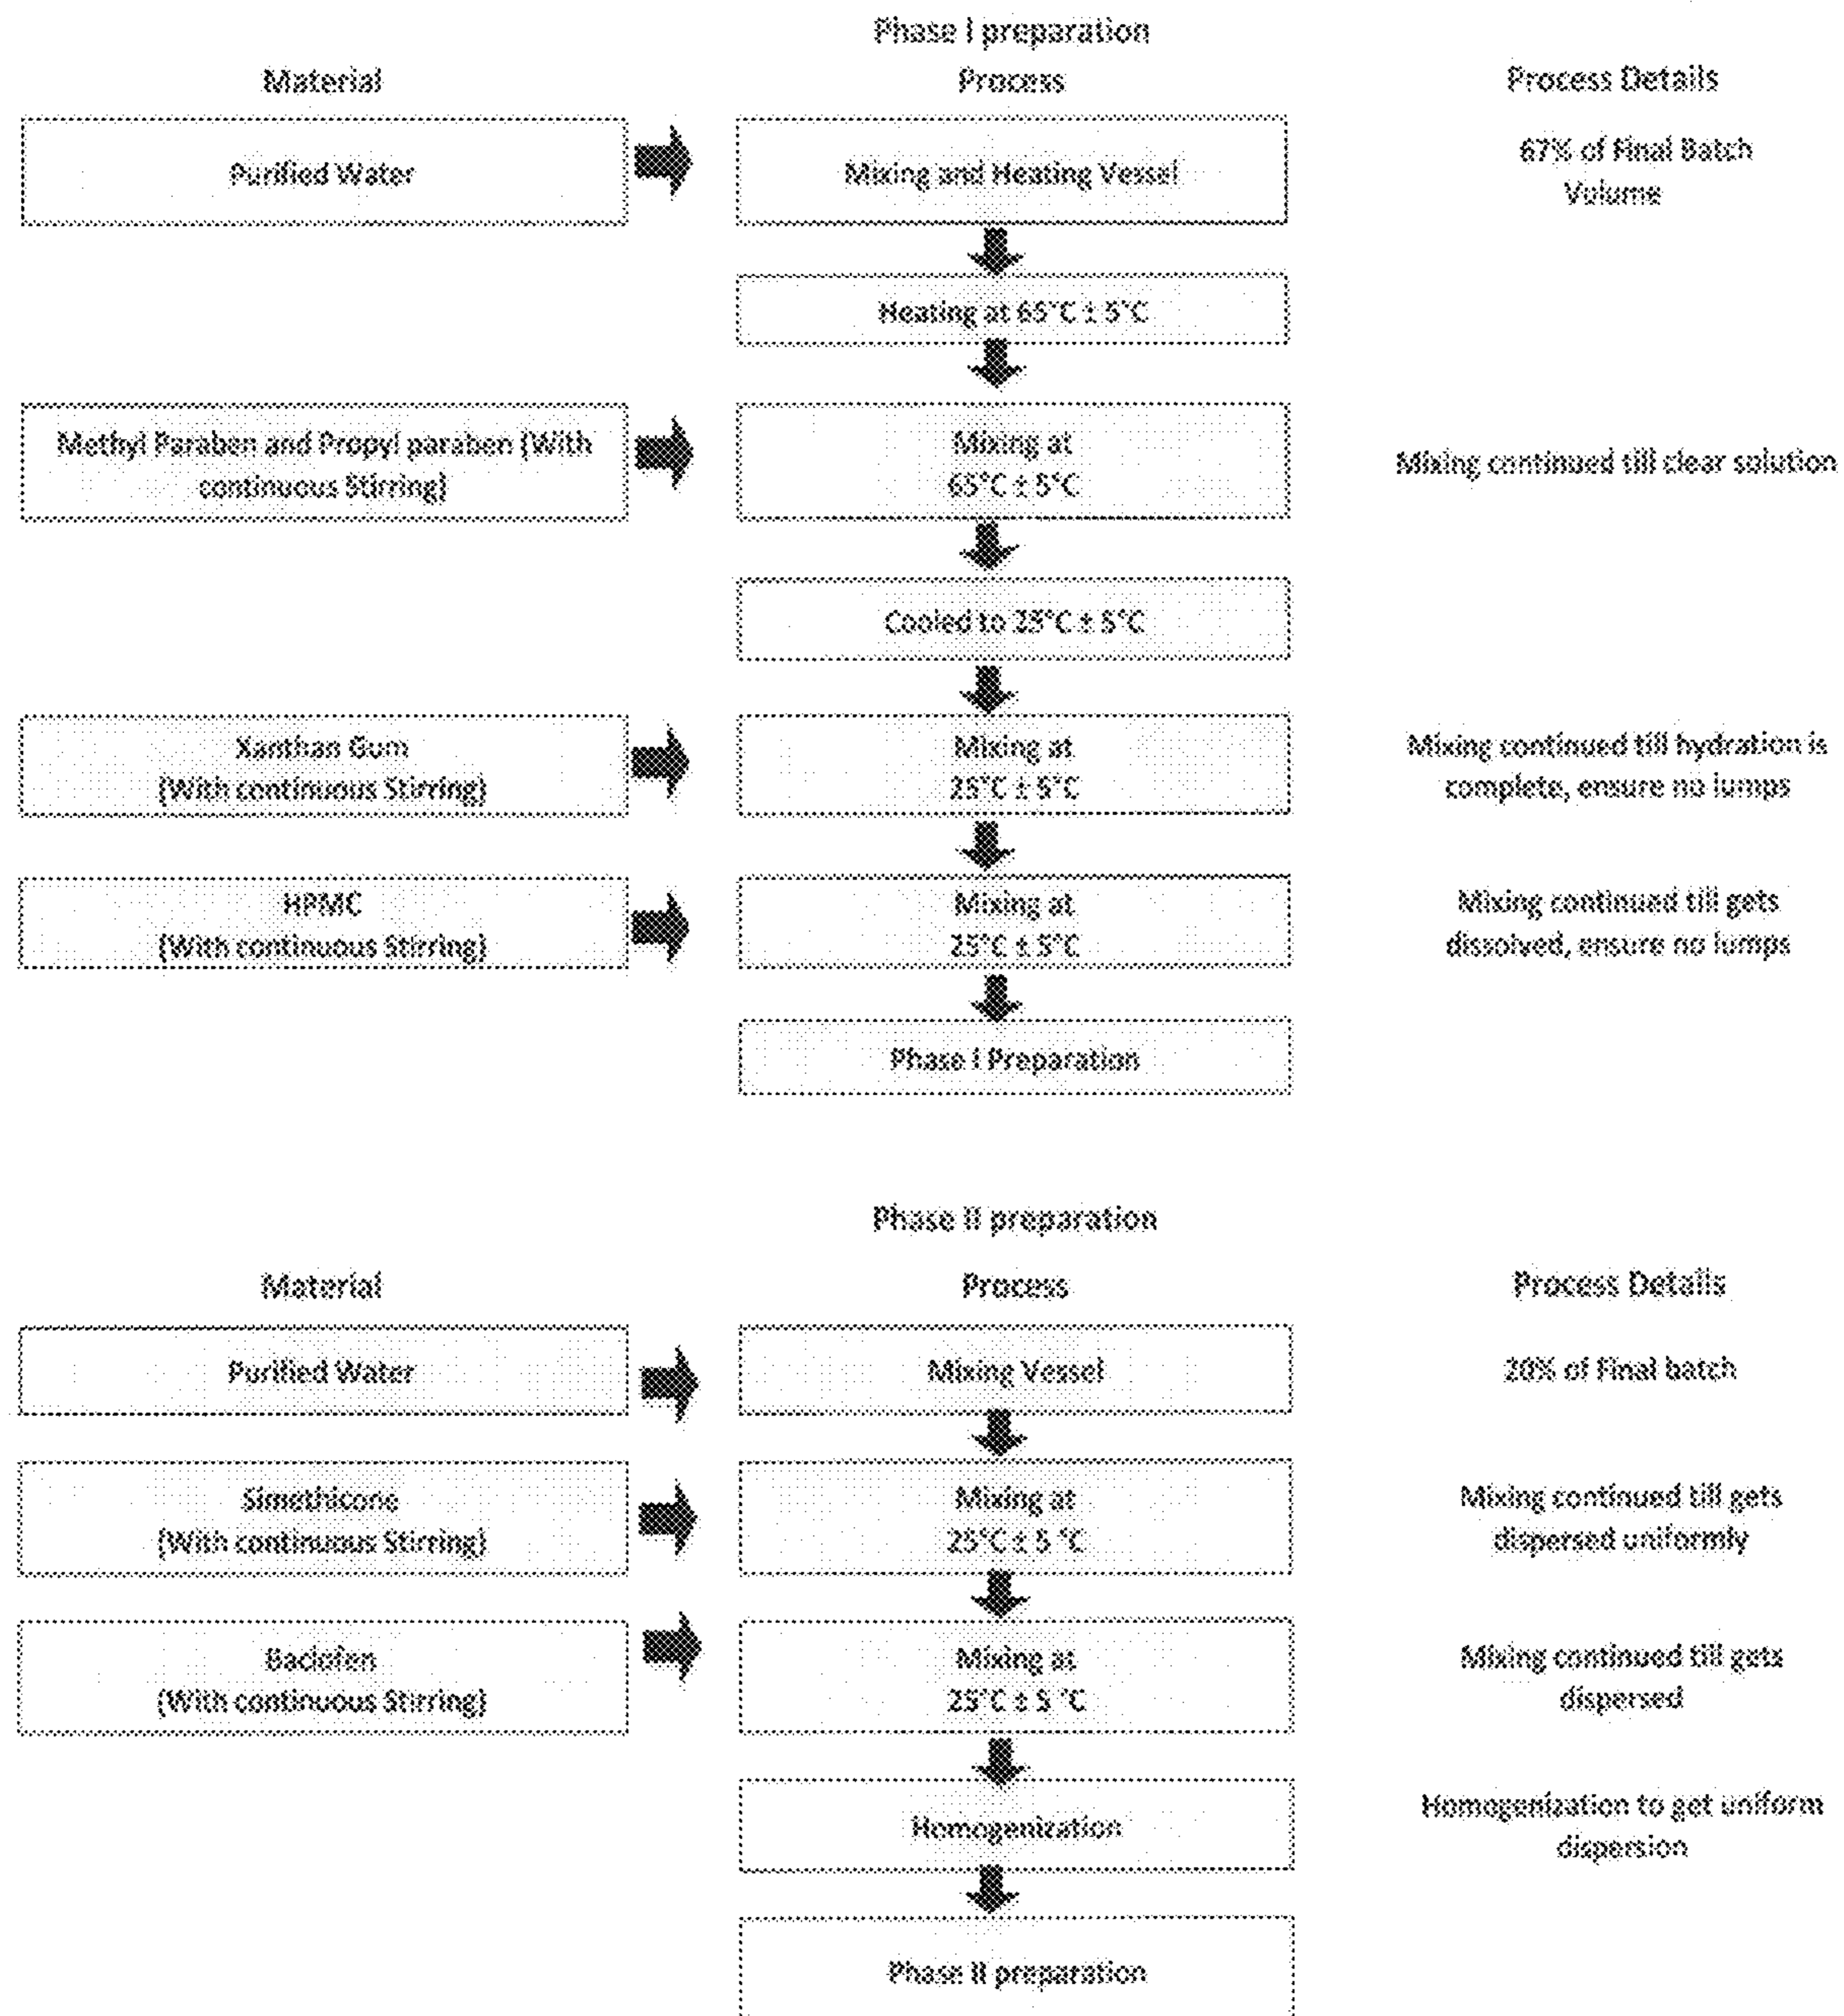 Phase I preparation
Material
Process
Process Details
Purified Water
Mixing and Heating Vessel
67% of Final Batch
Volume
Heating at 65°C ± 5°C
Methyl Paraben and Propyl paraben (With
continuous Stirring)
Mixing at
65°C ± 5°C
Mixing continued till clear solution
Cooled to 25°C ± 5°C
Xanthan Gum
(With continuous Stirring)
Mixing at
25°C ± 5°C
Mixing continued till hydration is
complete, ensure no lumps
HPMC
(With continuous Stirring)
Mixing at
25°C ± 5°C
Mixing continued till gets
dissolved, ensure no lumps
Phase I Preparation
Phase II preparation
Material
Process
Process Details
Purified Water
Mixing Vessel
20% of Final batch
Simethicone
(With continuous Stirring)
Mixing at
25°C ± 5 °C
Mixing continued till gets
dispersed uniformly
Baclofen
(With continuous Stirring)
Mixing at
25°C ± 5 °C
Mixing continued till gets
dispersed
Homogenization
Homogenization to get uniform
dispersion
Phase II preparation